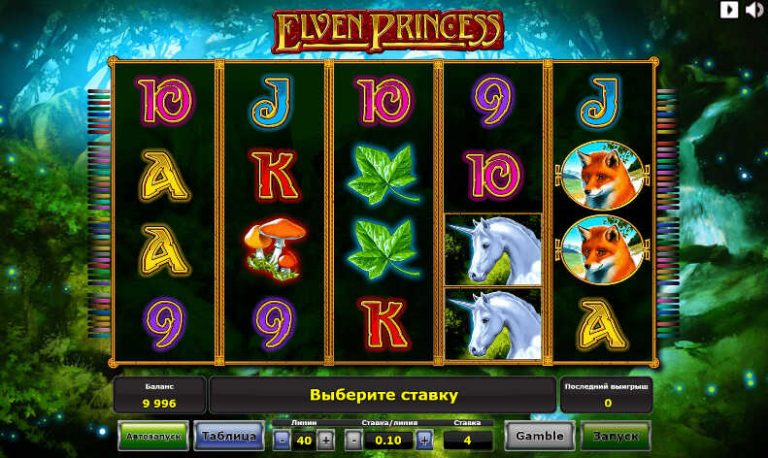 ELVEN PRINCESS
10 J 10 9 J
A K 10
A
9 9 K A
Баланс
9 996
Выберите ставку
Последний выигрыш
0
Автозапуск
Таблица
Линии
- 40 +
Ставка/линия
- 0.10 +
Ставка
4
Gamble
Запуск